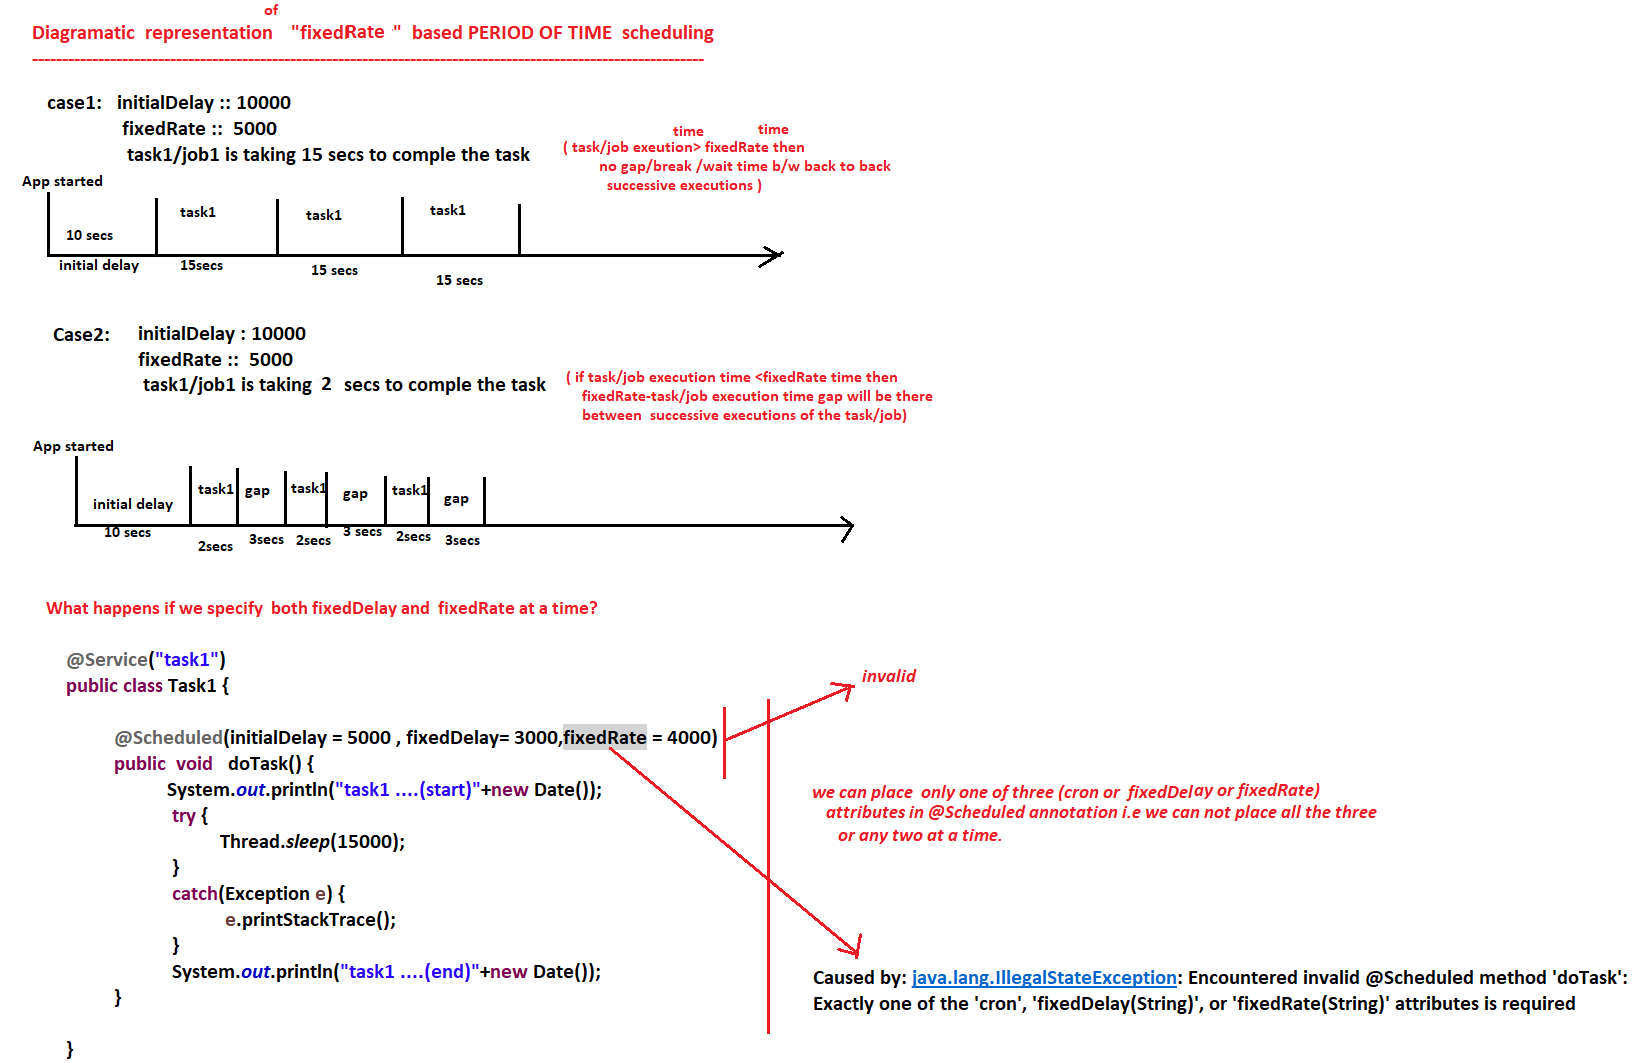 of
Diagramatic representation "fixedRate " based PERIOD OF TIME scheduling
----------------------------------------------------------------------------------------------------------------
case1: initialDelay :: 10000
fixedRate :: 5000
task1/job1 is taking 15 secs to comple the task
time time
( task/job exeution> fixedRate then
no gap/break /wait time b/w back to back
successive executions )
App started
task1 task1 task1
10 secs
initial delay 15secs 15 secs 15 secs
Case2: initialDelay : 10000
fixedRate :: 5000
task1/job1 is taking 2 secs to comple the task
( if task/job execution time <fixedRate time then
fixedRate-task/job execution time gap will be there
between successive executions of the task/job)
App started
initial delay task1 gap task1 gap task1 gap
10 secs 2secs 3secs 2secs 3 secs 2secs 3secs
What happens if we specify both fixedDelay and fixedRate at a time?
@Service("task1")
public class Task1 {
invalid
@Scheduled(initialDelay = 5000 , fixedDelay= 3000,fixedRate = 4000)
public void doTask() {
System.out.println("task1 ....(start)"+new Date());
try {
Thread.sleep(15000);
}
catch(Exception e) {
e.printStackTrace();
}
System.out.println("task1 ....(end)"+new Date());
}
}
we can place only one of three (cron or fixedDelay or fixedRate)
attributes in @Scheduled annotation i.e we can not place all the three
or any two at a time.
Caused by: java.lang.IllegalStateException: Encountered invalid @Scheduled method 'doTask':
Exactly one of the 'cron', 'fixedDelay(String)', or 'fixedRate(String)' attributes is required